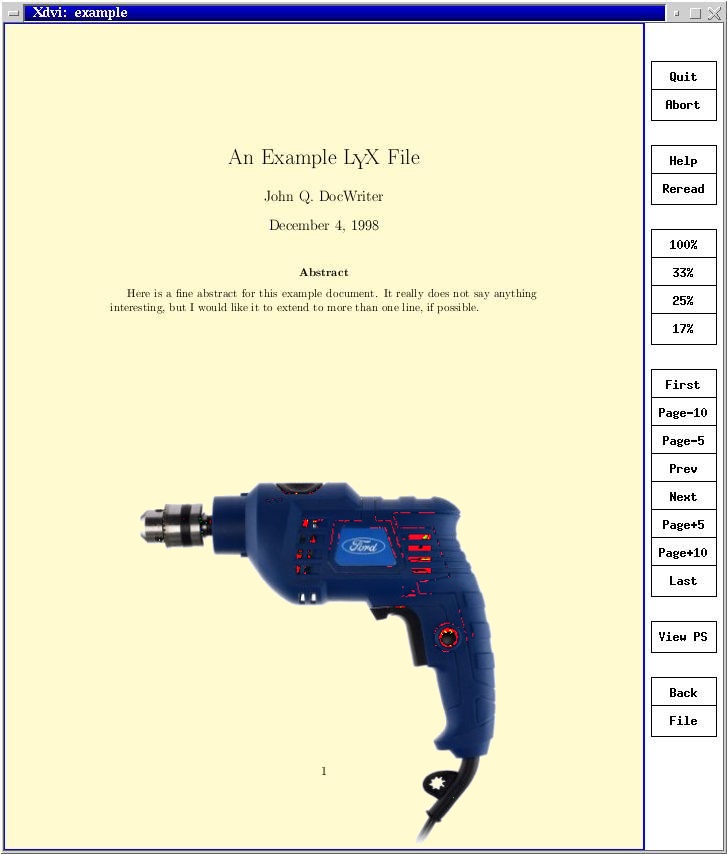 Xdvi: example
An Example LyX File
John Q. DocWriter
December 4, 1998
Abstract
Here is a fine abstract for this example document. It really does not say anything
interesting, but I would like it to extend to more than one line, if possible.
Ford
1
Quit
Abort
Help
Reread
100%
33%
25%
17%
First
Page-10
Page-5
Prev
Next
Page+5
Page+10
Last
View PS
Back
File